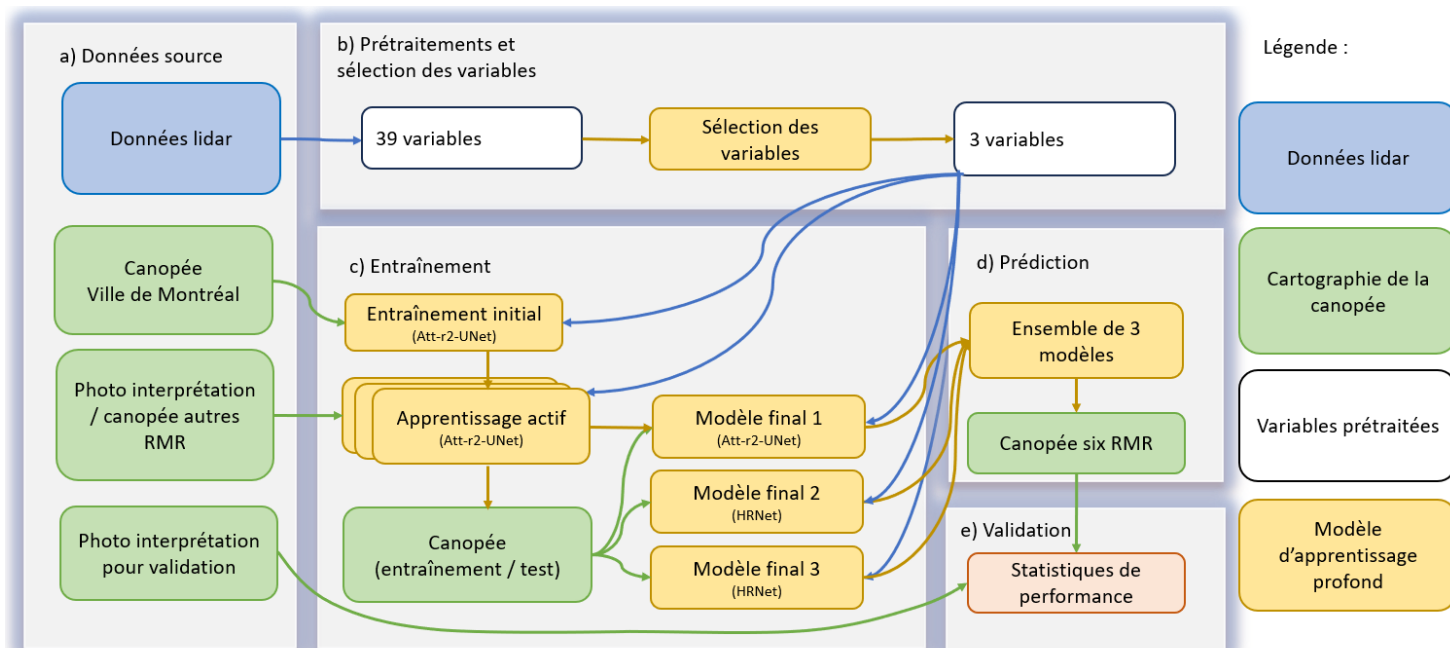 a) Données source
Données lidar
Canopée
Ville de Montréal
Photo interprétation
/ canopée autres
RMR
Photo interprétation
pour validation
b) Prétraitements et
sélection des variables
39 variables
Sélection des
variables
3 variables
c) Entraînement
Entraînement initial
(Att-r2-UNet)
Apprentissage actif
(Att-r2-UNet)
Canopée
(entraînement / test)
Modèle final 1
(Att-r2-UNet)
Modèle final 2
(HRNet)
Modèle final 3
(HRNet)
d) Prédiction
Ensemble de 3
modèles
Canopée six RMR
e) Validation
Statistiques de
performance
Légende :
Données lidar
Cartographie de la
canopée
Variables prétraitées
Modèle
d’apprentissage
profond